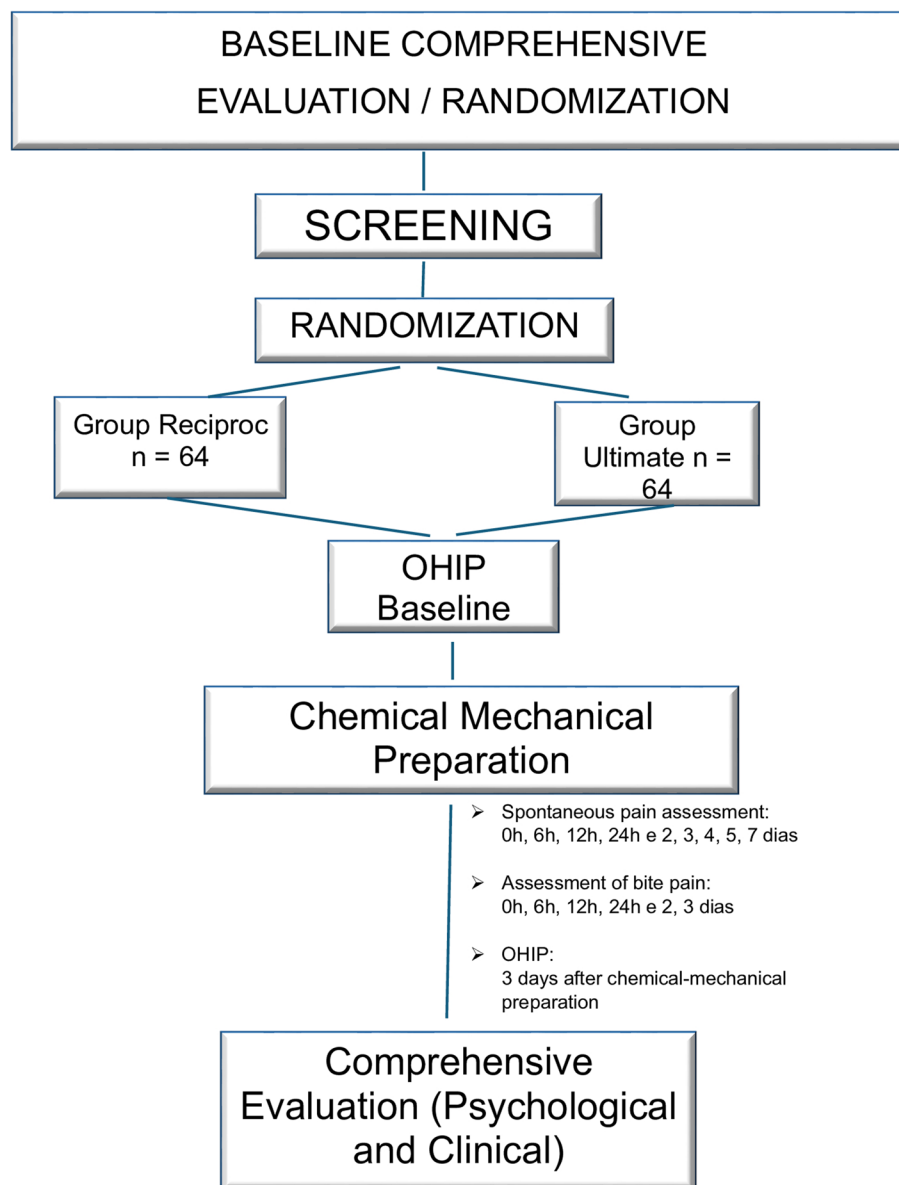 BASELINE COMPREHENSIVE
EVALUATION / RANDOMIZATION
SCREENING
RANDOMIZATION
Group Reciproc
n = 64
Group
Ultimate n =
64
OHIP
Baseline
Chemical Mechanical
Preparation
➢ Spontaneous pain assessment:
0h, 6h, 12h, 24h e 2, 3, 4, 5, 7 dias
➢ Assessment of bite pain:
0h, 6h, 12h, 24h e 2, 3 dias
➢ OHIP:
3 days after chemical-mechanical
preparation
Comprehensive
Evaluation (Psychological
and Clinical)